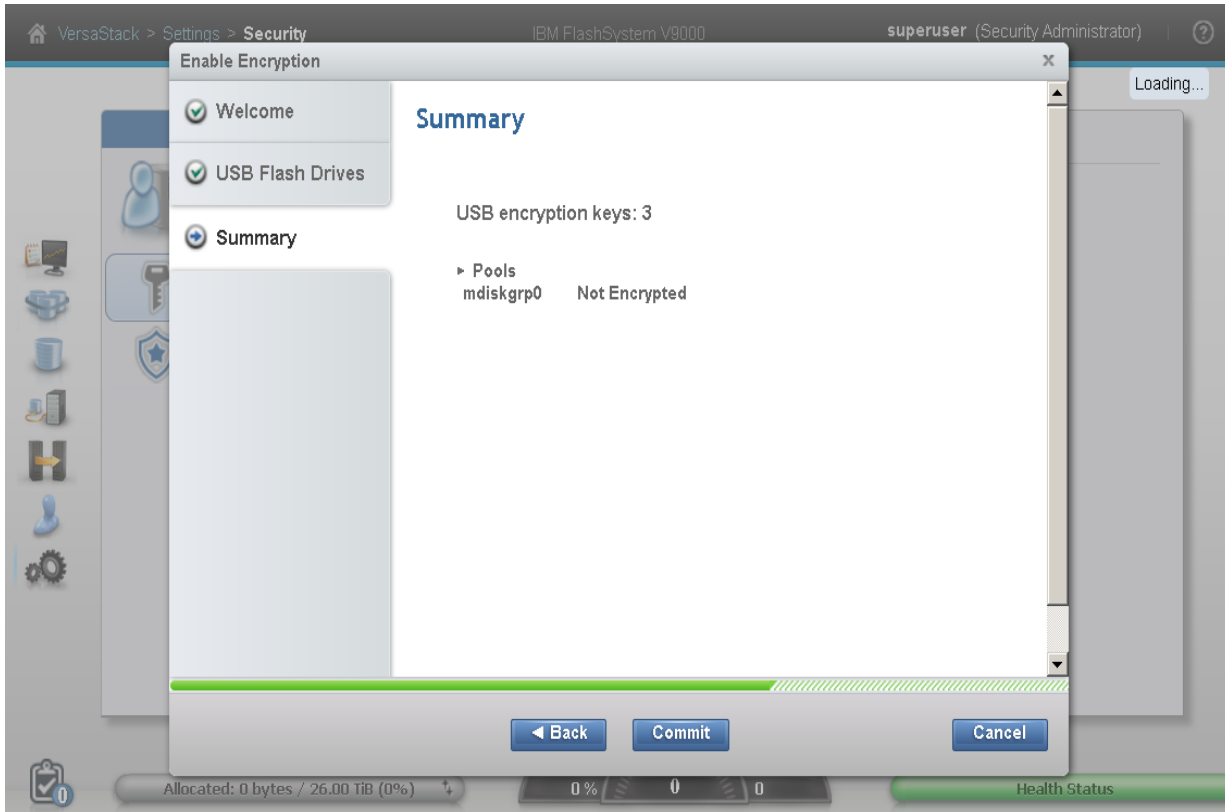 VersaStack > Settings > Security
IBM FlashSystem V9000
superuser (Security Administrator)
?
Enable Encryption
x
Loading...
Welcome
USB Flash Drives
Summary
Summary
USB encryption keys: 3
Pools
mdiskgrp0 Not Encrypted
Back
Commit
Cancel
0
Allocated: 0 bytes / 26.00 TiB (0%)
0 %
0
0
Health Status